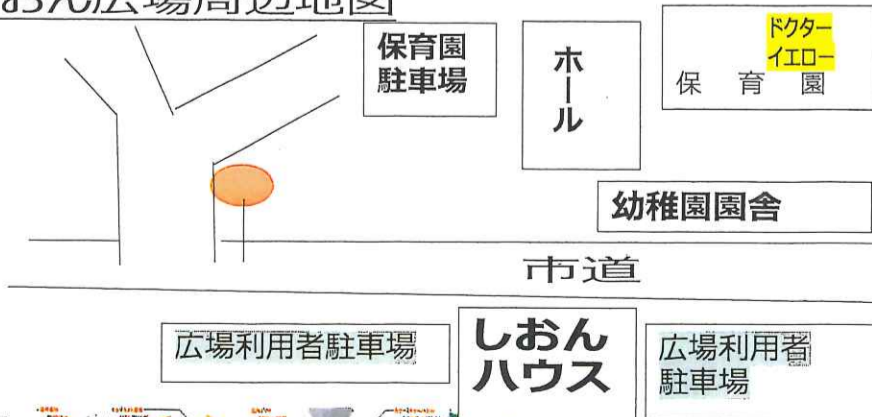 広場周辺地図
保育園
駐車場
ホール
ドクター
イエロー
保育園
幼稚園園舎
市道
広場利用者駐車場
しおん
ハウス
広場利用者
駐車場